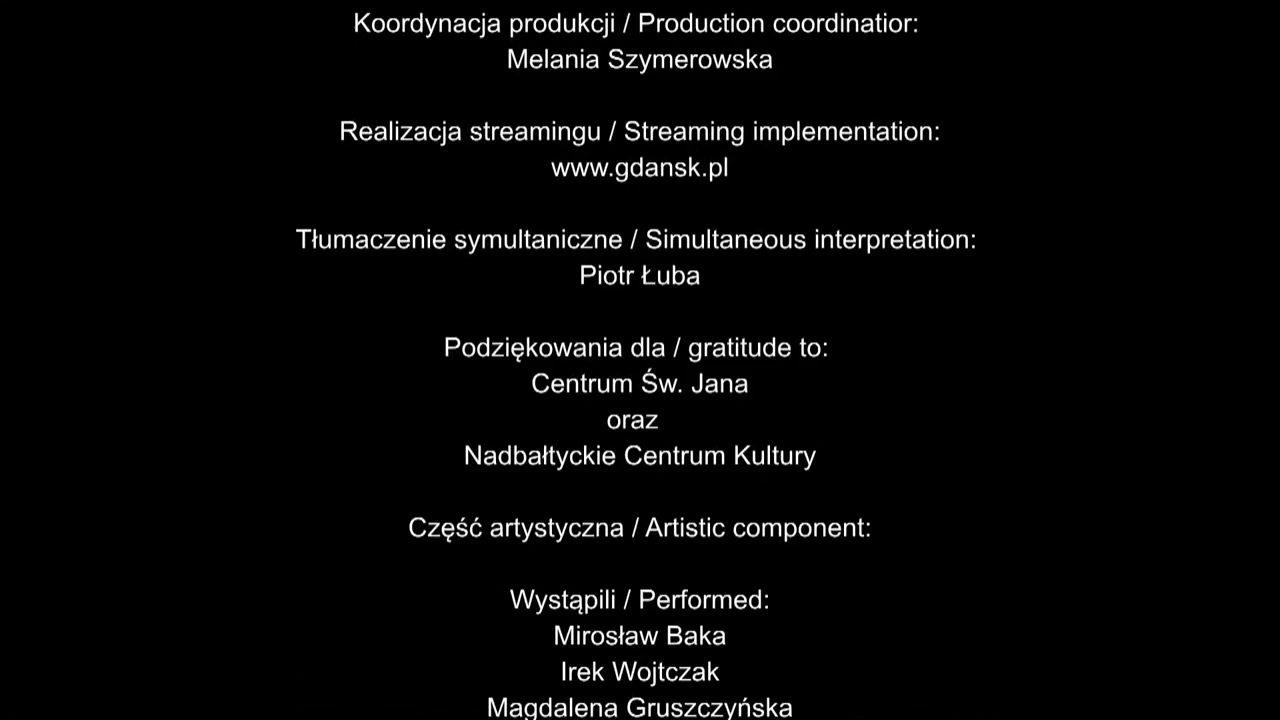 Koordynacja produkcji / Production coordinatior:
Melania Szymerowska
Realizacja streamingu / Streaming implementation:
www.gdansk.pl
Tłumaczenie symultaniczne / Simultaneous interpretation:
Piotr Łuba
Podziękowania dla / gratitude to:
Centrum Św. Jana
oraz
Nadbałtyckie Centrum Kultury
Część artystyczna / Artistic component:
Wystąpili / Performed:
Mirosław Baka
Irek Wojtczak
Magdalena Gruszczyńska